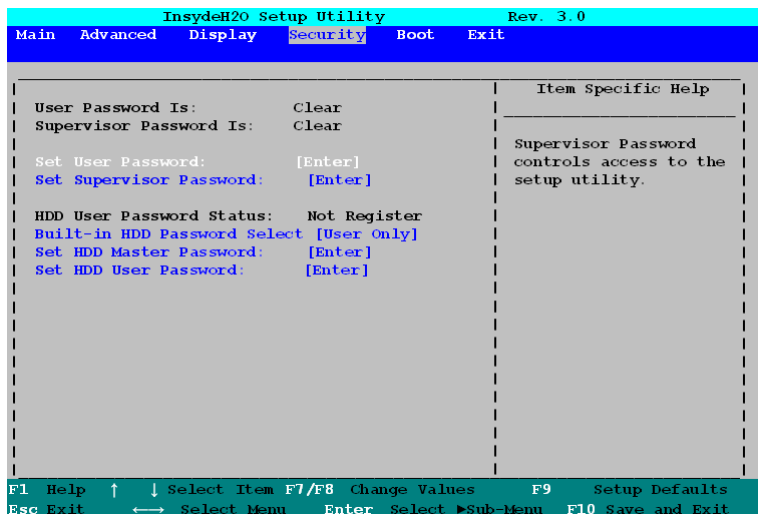 InsydeH2O Setup Utility Rev. 3.0
Main Advanced Display Security Boot Exit
Item Specific Help
User Password Is: Clear
Supervisor Password Is: Clear
Supervisor Password
controls access to the
setup utility.
Set User Password: [Enter]
Set Supervisor Password: [Enter]
HDD User Password Status: Not Register
Built-in HDD Password Select [User Only]
Set HDD Master Password: [Enter]
Set HDD User Password: [Enter]
F1 Help ↑ ↓ Select Item F7/F8 Change Values F9 Setup Defaults
Esc Exit ←→ Select Menu Enter Select ▶Sub-Menu F10 Save and Exit